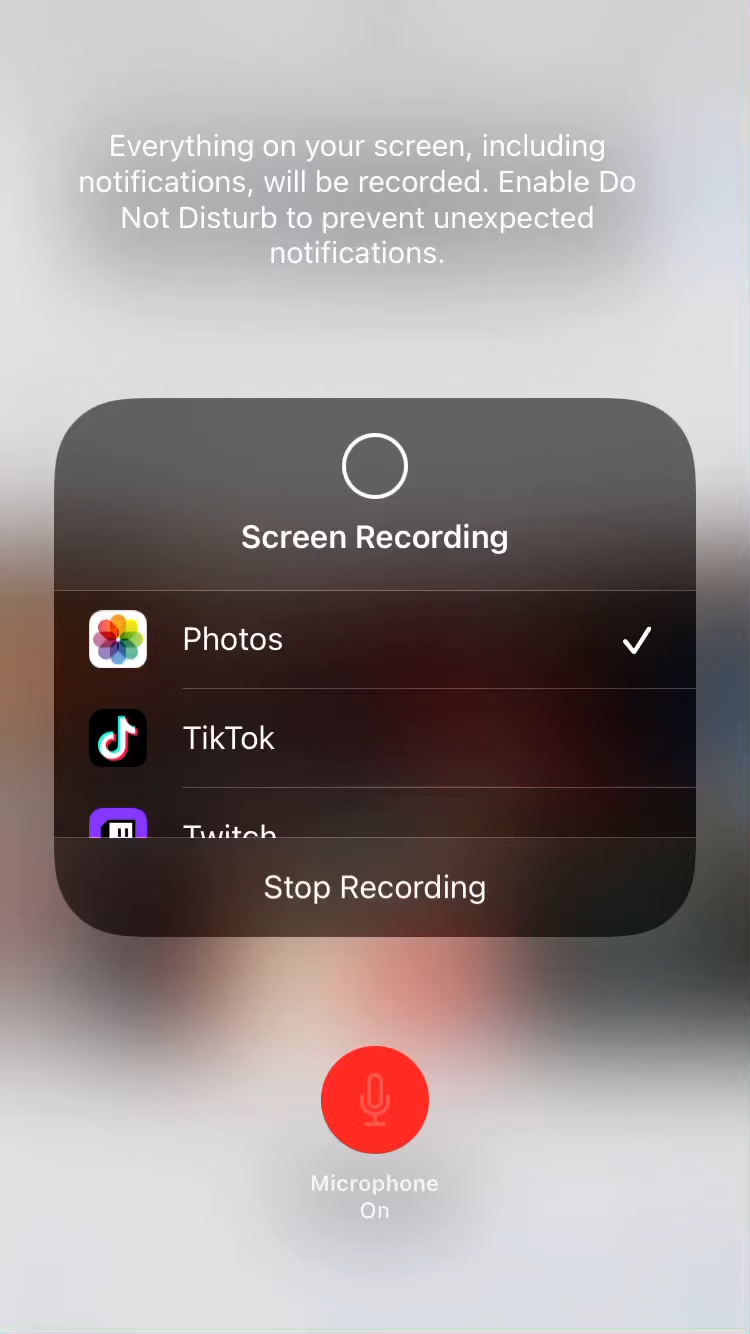 Everything on your screen, including
notifications, will be recorded. Enable Do
Not Disturb to prevent unexpected
notifications.
Screen Recording
Photos
TikTok
Twitch
Stop Recording
Microphone
On